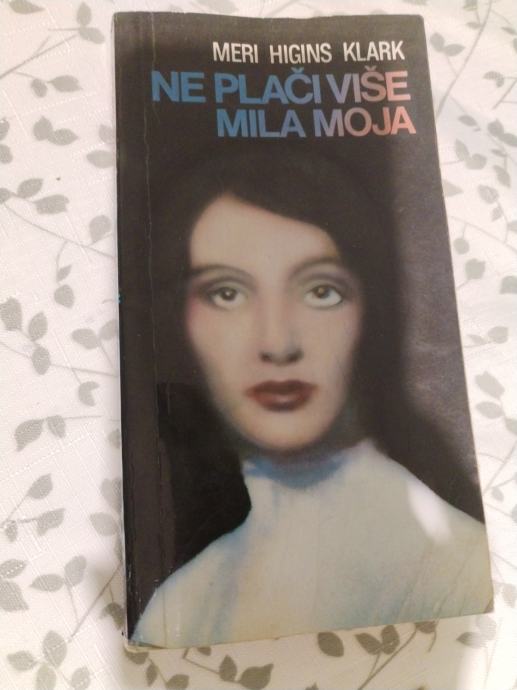 MERI HIGINS KLARK
NE PLAČI VIŠE
MILA MOJA